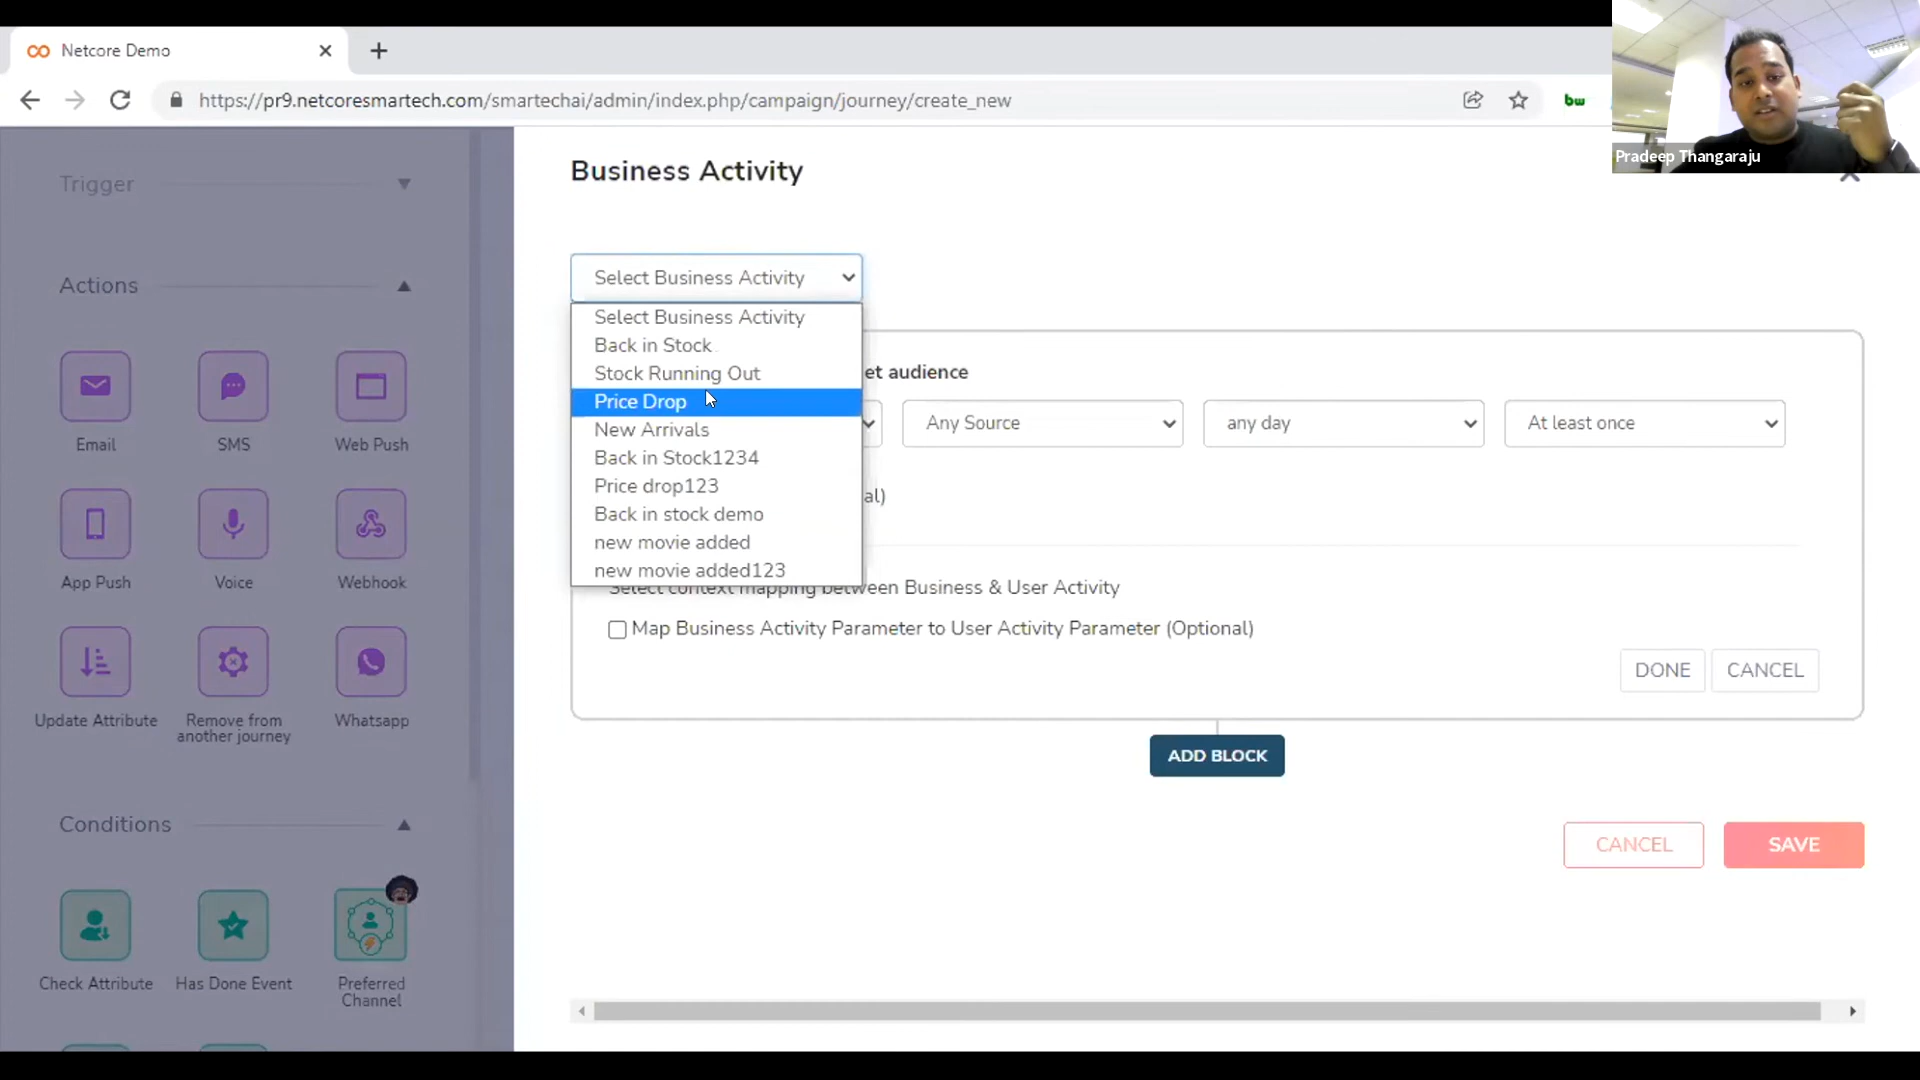 Netcore Demo
https://pr9.netcoresmartech.com/smartechai/admin/index.php/campaign/journey/create_new
bw
Pradeep Thangaraju
Trigger
Actions
Email
SMS
Web Push
App Push
Voice
Webhook
Update Attribute
Remove from
another journey
Whatsapp
Conditions
Check Attribute
Has Done Event
Preferred
Channel
Business Activity
Select Business Activity
Select Business Activity
Back in Stock
Stock Running Out
Price Drop
New Arrivals
Back in Stock1234
Price drop123
Back in stock demo
new movie added
new movie added123
et audience
Any Source
any day
At least once
al)
Select context mapping between Business & User Activity
Map Business Activity Parameter to User Activity Parameter (Optional)
DONE
CANCEL
ADD BLOCK
CANCEL
SAVE